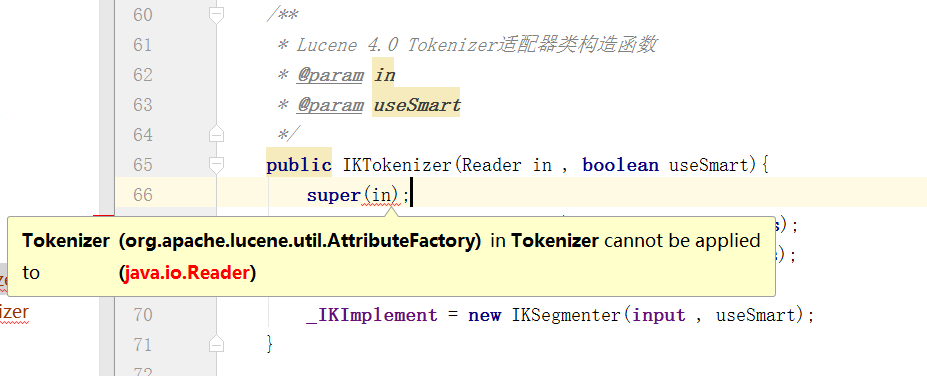 60 /**
61 * Lucene 4.0 Tokenizer适配器类构造函数
62 * @param in
63 * @param useSmart
64 */
65 public IKTokenizer(Reader in , boolean useSmart){
66 super(in);
);
Tokenizer (org.apache.lucene.util.AttributeFactory) in Tokenizer cannot be applied
);
to (java.io.Reader)
izer
70 _IKImplement = new IKSegmenter(input , useSmart);
71 }
72